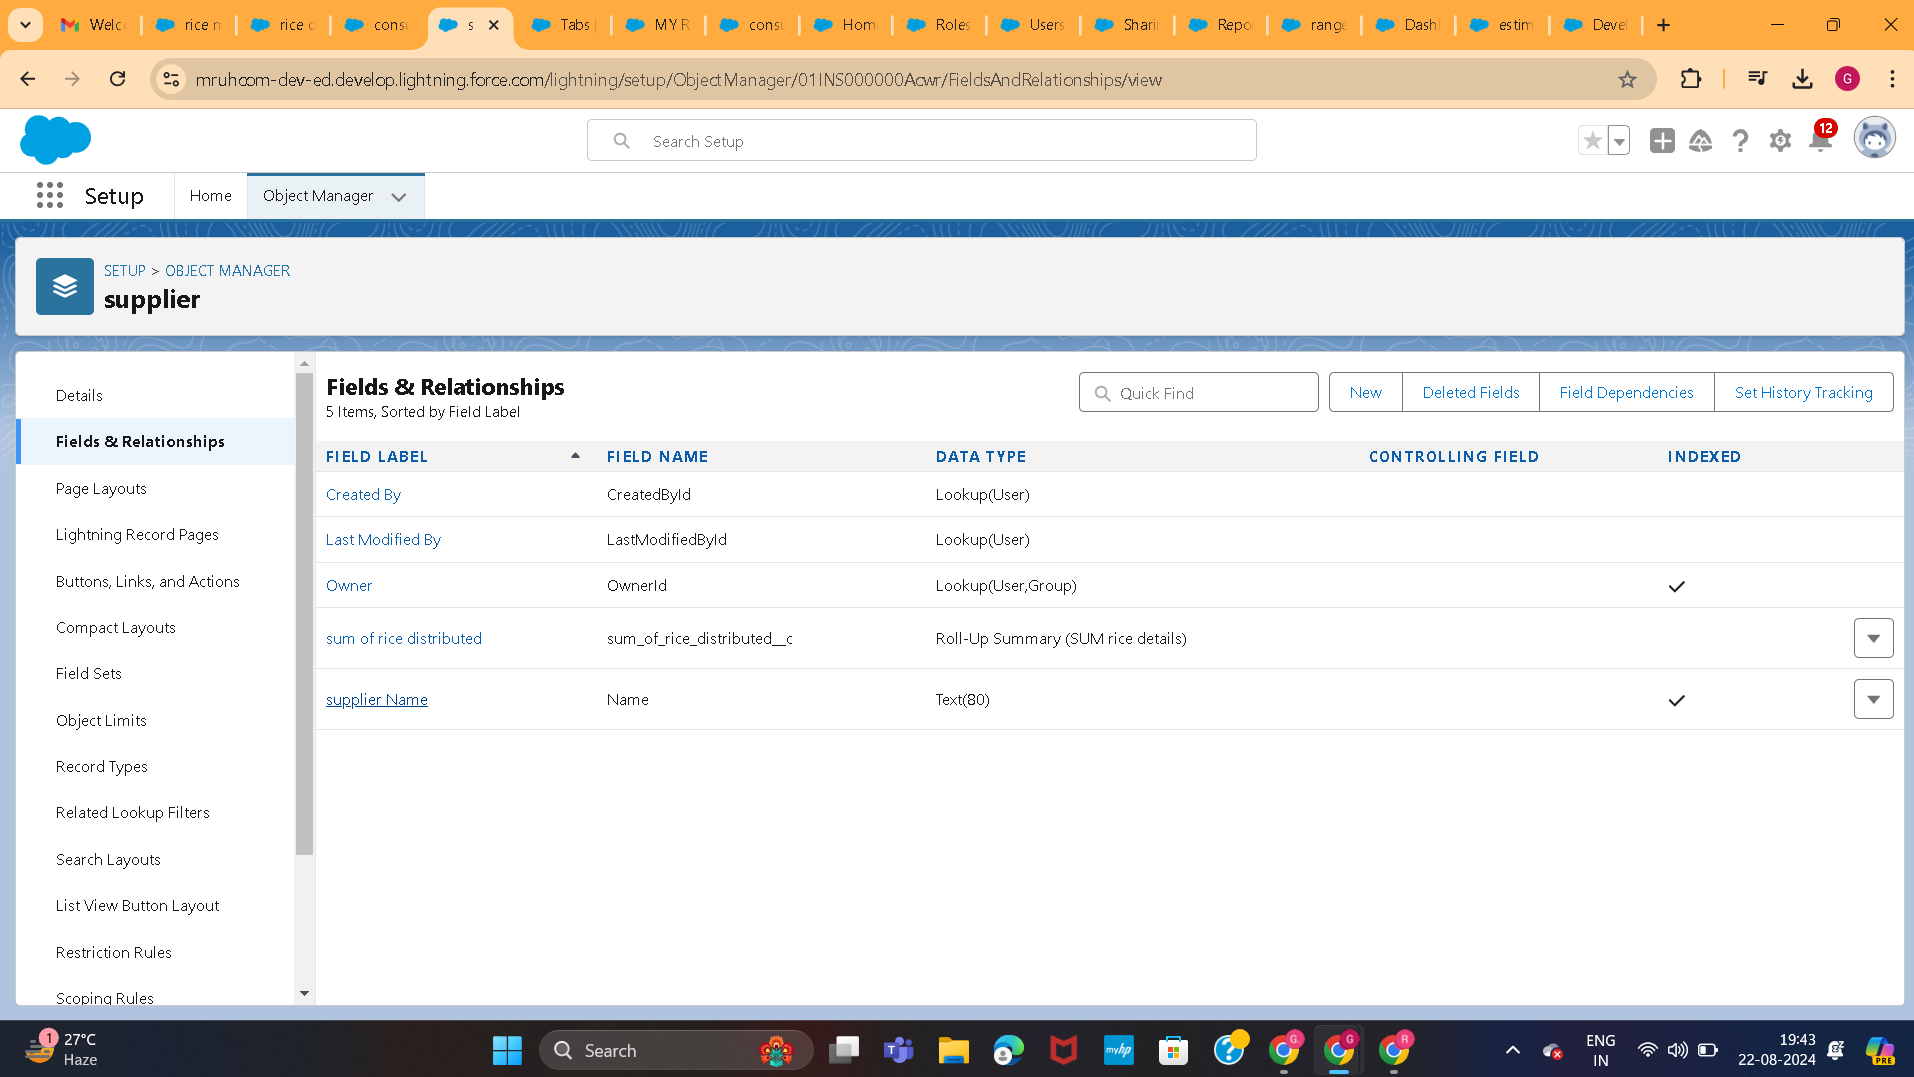 Welc
rice m
rice d
consu
s
Tabs |
MY R
consu
Home
Roles
Users
Sharin
Repo
range
Dash
estim
Devel
mruhcom-dev-ed.develop.lightning.force.com/lightning/setup/ObjectManager/01INS000000Acwr/FieldsAndRelationships/view
G
Search Setup
12
Setup
Home
Object Manager
SETUP > OBJECT MANAGER
supplier
Details
Fields & Relationships
Page Layouts
Lightning Record Pages
Buttons, Links, and Actions
Compact Layouts
Field Sets
Object Limits
Record Types
Related Lookup Filters
Search Layouts
List View Button Layout
Restriction Rules
Scoping Rules
Fields & Relationships
5 Items, Sorted by Field Label
Quick Find
New
Deleted Fields
Field Dependencies
Set History Tracking
FIELD LABEL FIELD NAME DATA TYPE CONTROLLING FIELD INDEXED
Created By CreatedById Lookup(User)
Last Modified By LastModifiedById Lookup(User)
Owner OwnerId Lookup(User,Group)
sum of rice distributed sum_of_rice_distributed__c Roll-Up Summary (SUM rice details)
supplier Name Name Text(80)
1
27°C
Haze
Search
myhp
G
G
R
ENG
IN
19:43
22-08-2024
PRE